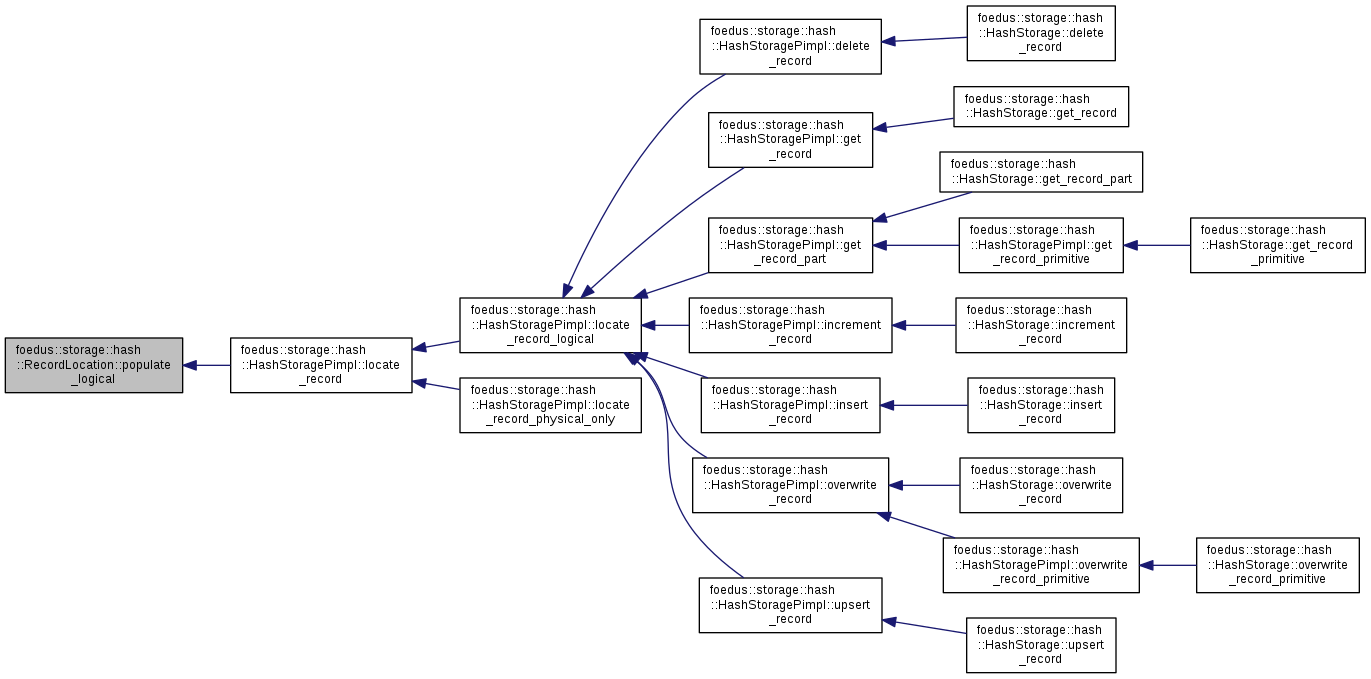 foedus::storage::hash
::RecordLocation::populate
_logical
foedus::storage::hash
::HashStoragePimpl::locate
_record
foedus::storage::hash
::HashStoragePimpl::locate
_record_logical
foedus::storage::hash
::HashStoragePimpl::locate
_record_physical_only
foedus::storage::hash
::HashStoragePimpl::delete
_record
foedus::storage::hash
::HashStorage::delete
_record
foedus::storage::hash
::HashStoragePimpl::get
_record
foedus::storage::hash
::HashStorage::get_record
foedus::storage::hash
::HashStoragePimpl::get
_record_part
foedus::storage::hash
::HashStorage::get_record_part
foedus::storage::hash
::HashStoragePimpl::get
_record_primitive
foedus::storage::hash
::HashStorage::get_record
_primitive
foedus::storage::hash
::HashStoragePimpl::increment
_record
foedus::storage::hash
::HashStorage::increment
_record
foedus::storage::hash
::HashStoragePimpl::insert
_record
foedus::storage::hash
::HashStorage::insert
_record
foedus::storage::hash
::HashStoragePimpl::overwrite
_record
foedus::storage::hash
::HashStorage::overwrite
_record
foedus::storage::hash
::HashStoragePimpl::overwrite
_record_primitive
foedus::storage::hash
::HashStorage::overwrite
_record_primitive
foedus::storage::hash
::HashStoragePimpl::upsert
_record
foedus::storage::hash
::HashStorage::upsert
_record